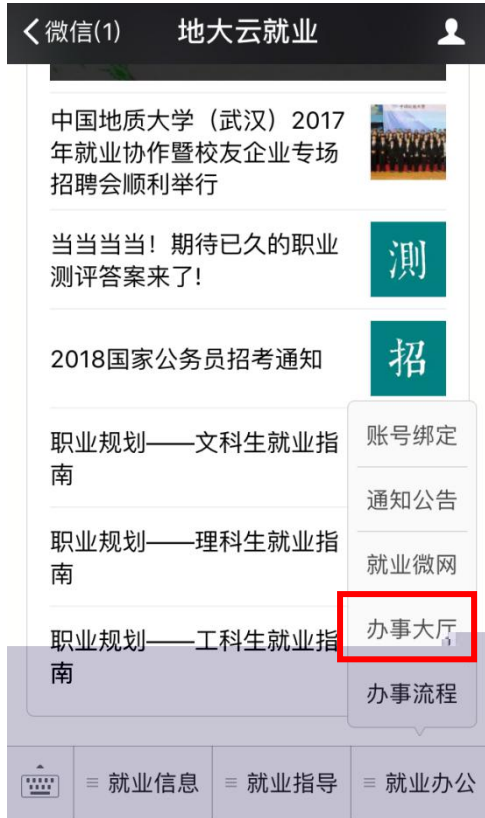 微信(1)
地大云就业
中国地质大学（武汉）2017
年就业协作暨校友企业专场
招聘会顺利举行
当当当当！期待已久的职业
测评答案来了!
測
2018国家公务员招考通知
招
职业规划——文科生就业指
南
职业规划——理科生就业指
南
职业规划——工科生就业指
南
账号绑定
通知公告
就业微网
办事大厅
办事流程
就业信息
就业指导
就业办公